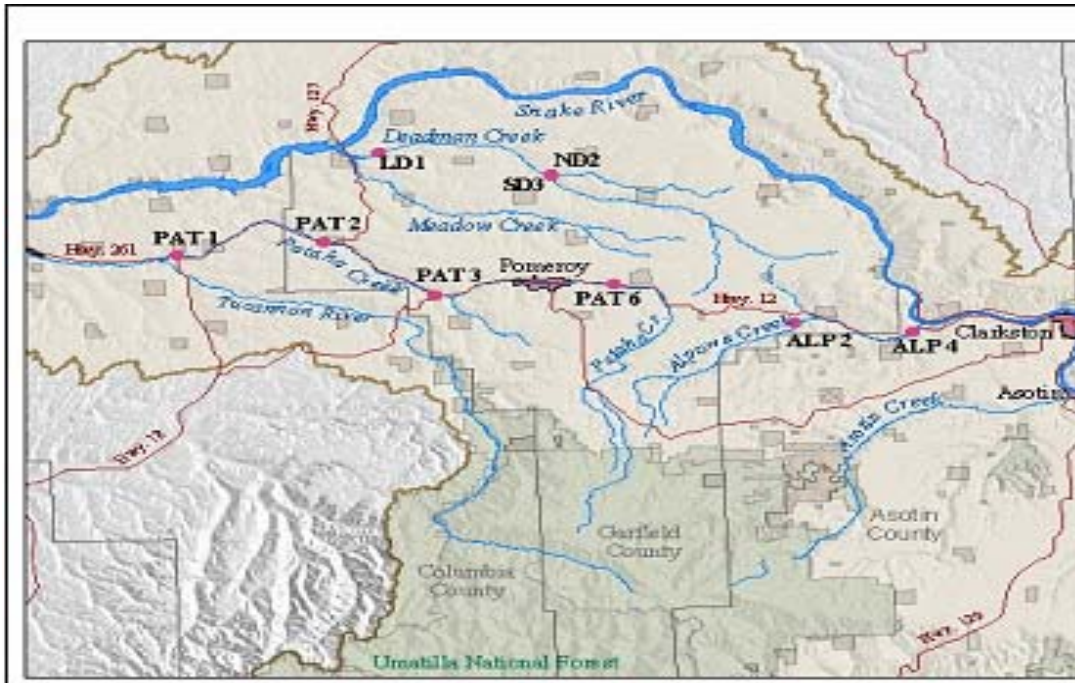 Snake River
Hwy. 127
Deadman Creek
LD1
ND2
SD3
PAT 2
PAT 1
Hwy. 261
Meadow Creek
Pataha Creek
Pomeroy
PAT 3
PAT 6
Hwy. 12
Tucannon River
Pataha Cr
Alpowa Creek
ALP 2
ALP 4
Clarkston
Asotin
Asotin Creek
Hwy. 12
Asotin
County
Garfield
County
Columbia
County
Hwy. 129
Umatilla National Forest